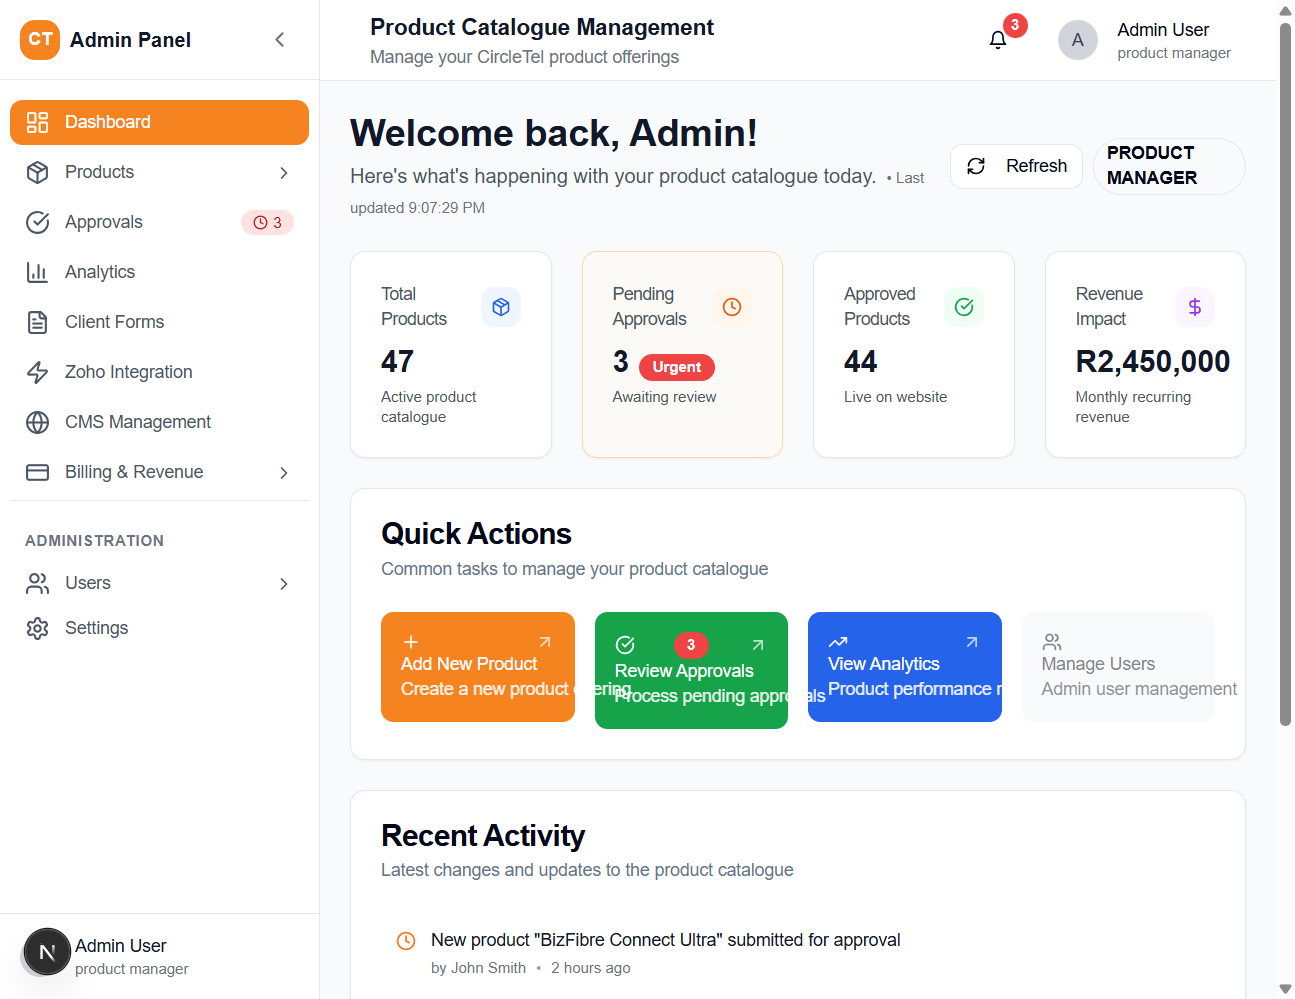 CT Admin Panel
Dashboard
Products
Approvals 3
Analytics
Client Forms
Zoho Integration
CMS Management
Billing & Revenue
ADMINISTRATION
Users
Settings
N Admin User
product manager
Product Catalogue Management
Manage your CircleTel product offerings
3
A Admin User
product manager
Welcome back, Admin!
Here's what's happening with your product catalogue today. • Last
updated 9:07:29 PM
Refresh
PRODUCT
MANAGER
Total
Products
47
Active product
catalogue
Pending
Approvals
3 Urgent
Awaiting review
Approved
Products
44
Live on website
Revenue
Impact
$
R2,450,000
Monthly recurring
revenue
Quick Actions
Common tasks to manage your product catalogue
Add New Product
Create a new product offering
3
Review Approvals
Process pending approvals
View Analytics
Product performance
Manage Users
Admin user management
Recent Activity
Latest changes and updates to the product catalogue
New product "BizFibre Connect Ultra" submitted for approval
by John Smith • 2 hours ago